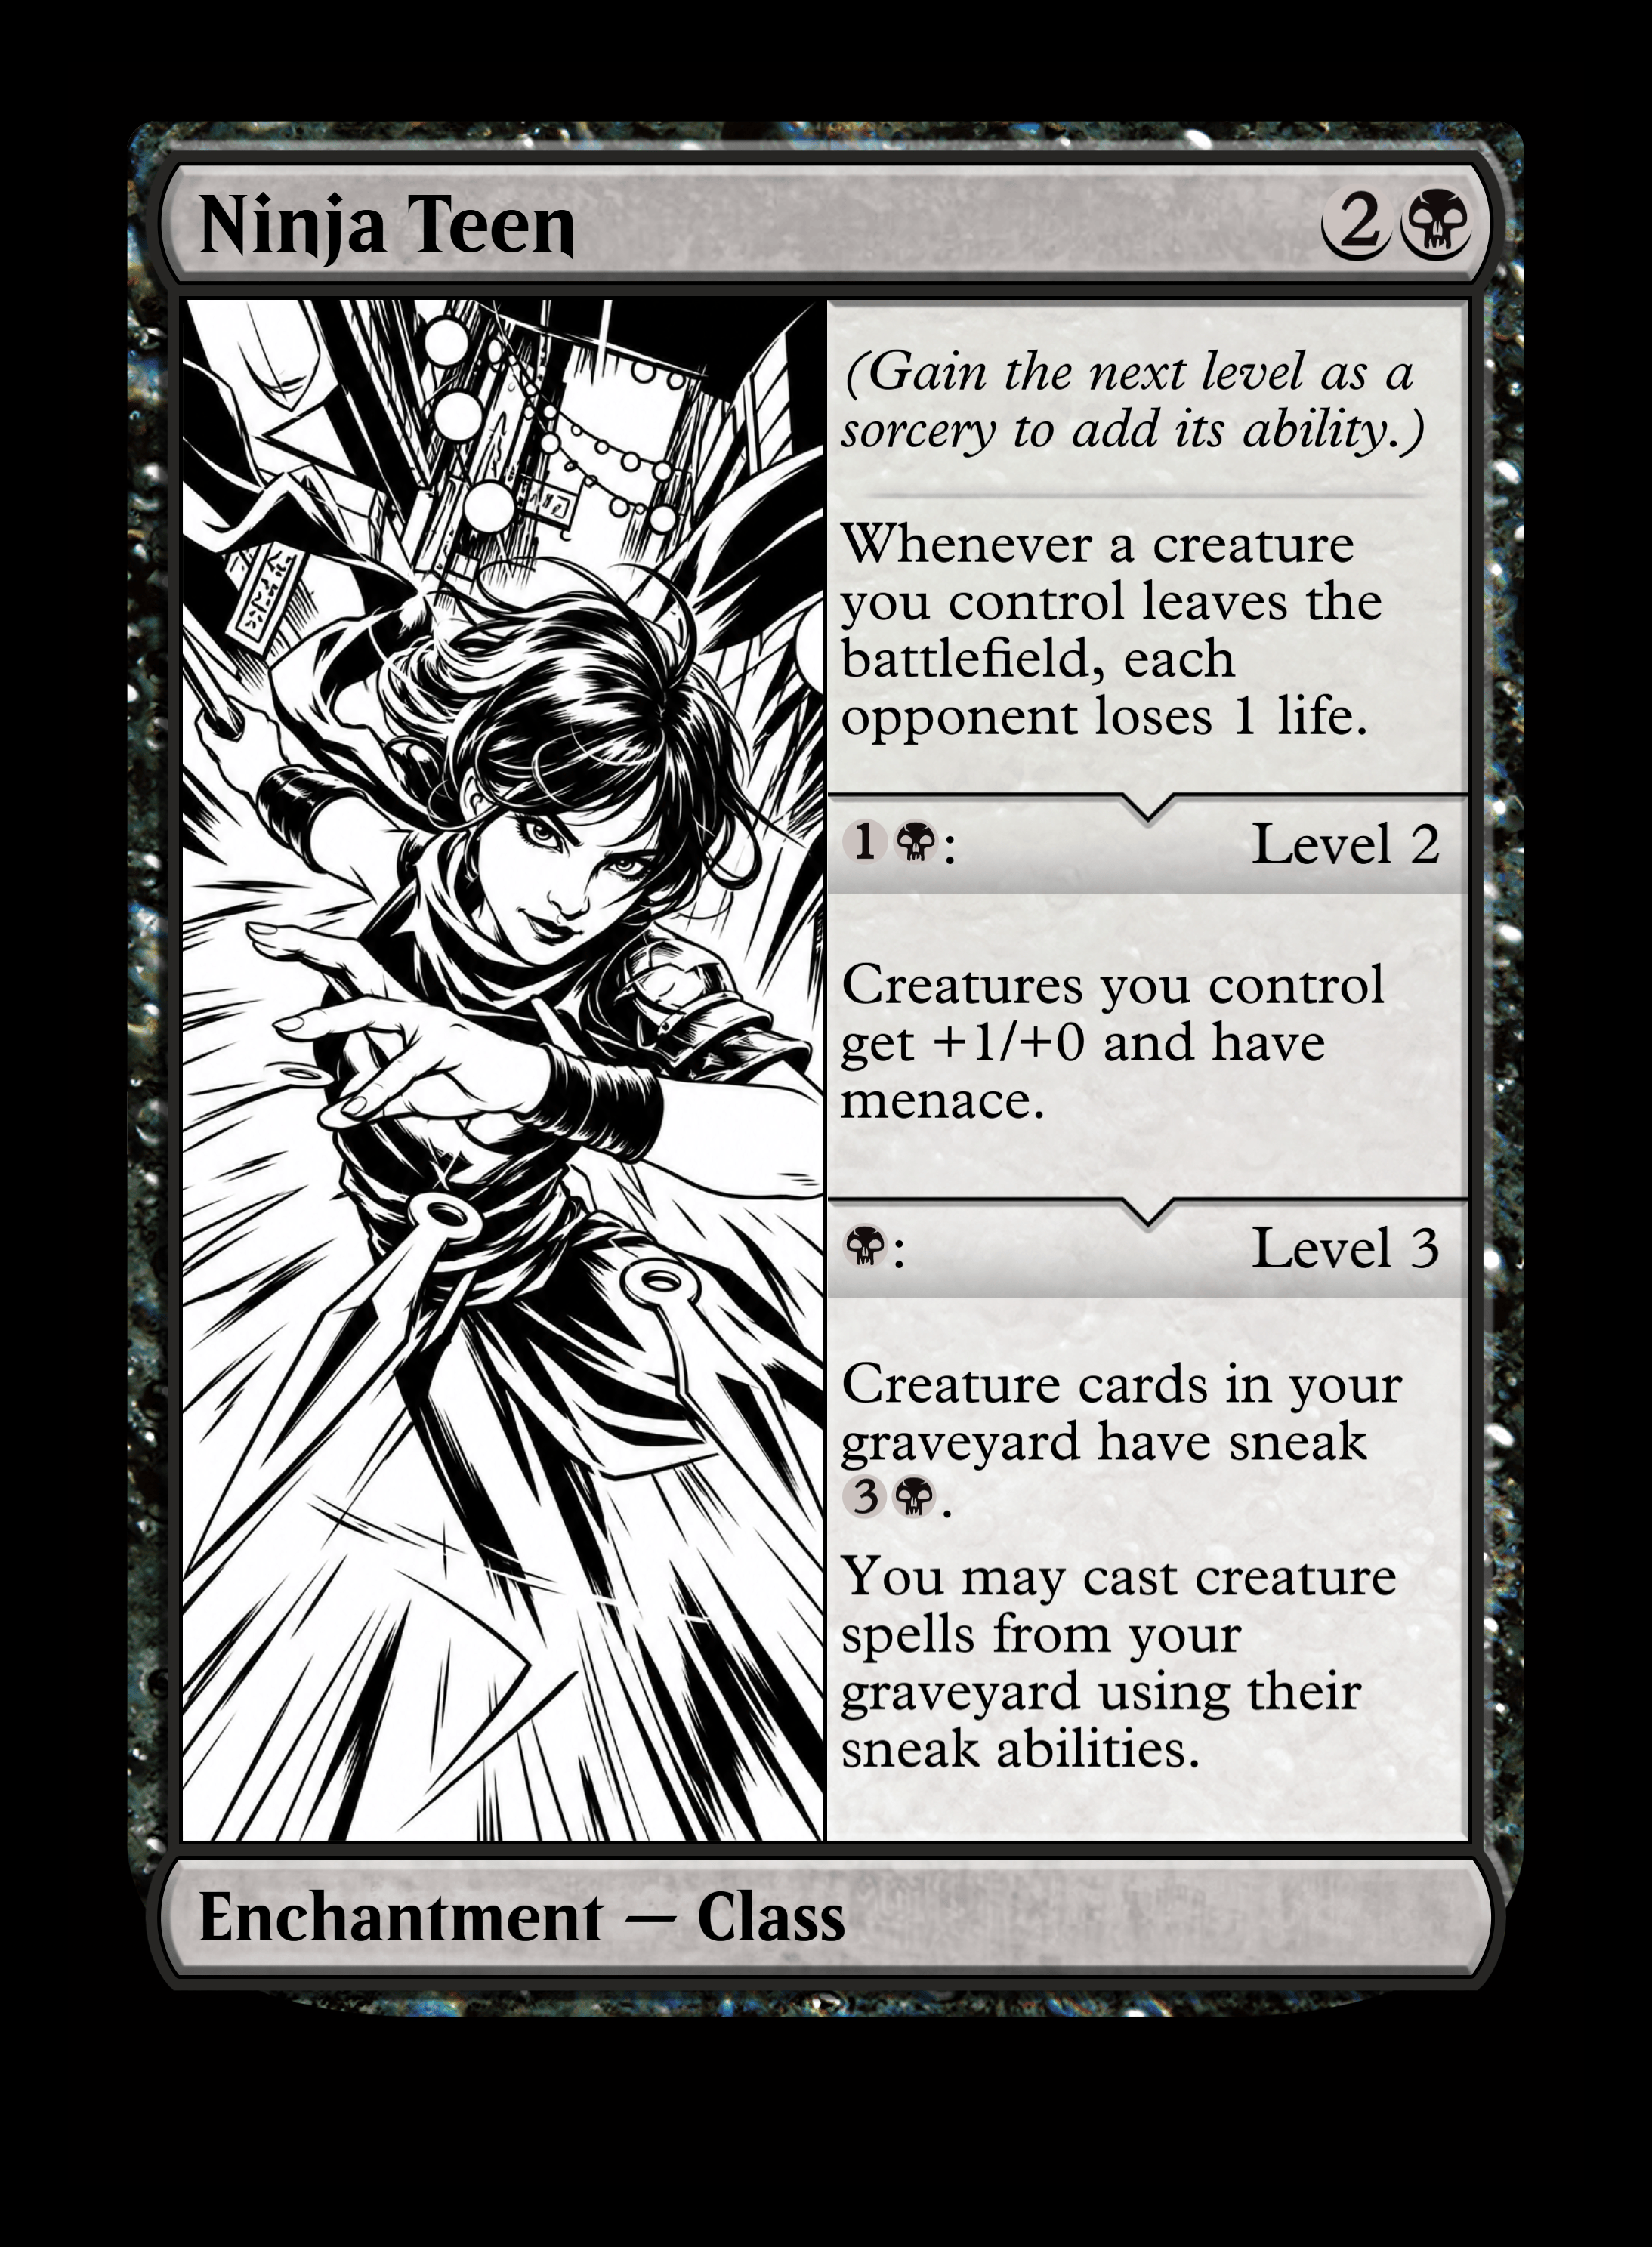 Ninja Teen 2
(Gain the next level as a
sorcery to add its ability.)
Whenever a creature
you control leaves the
battlefield, each
opponent loses 1 life.
1 : Level 2
Creatures you control
get +1/+0 and have
menace.
: Level 3
Creature cards in your
graveyard have sneak
3 .
You may cast creature
spells from your
graveyard using their
sneak abilities.
Enchantment — Class